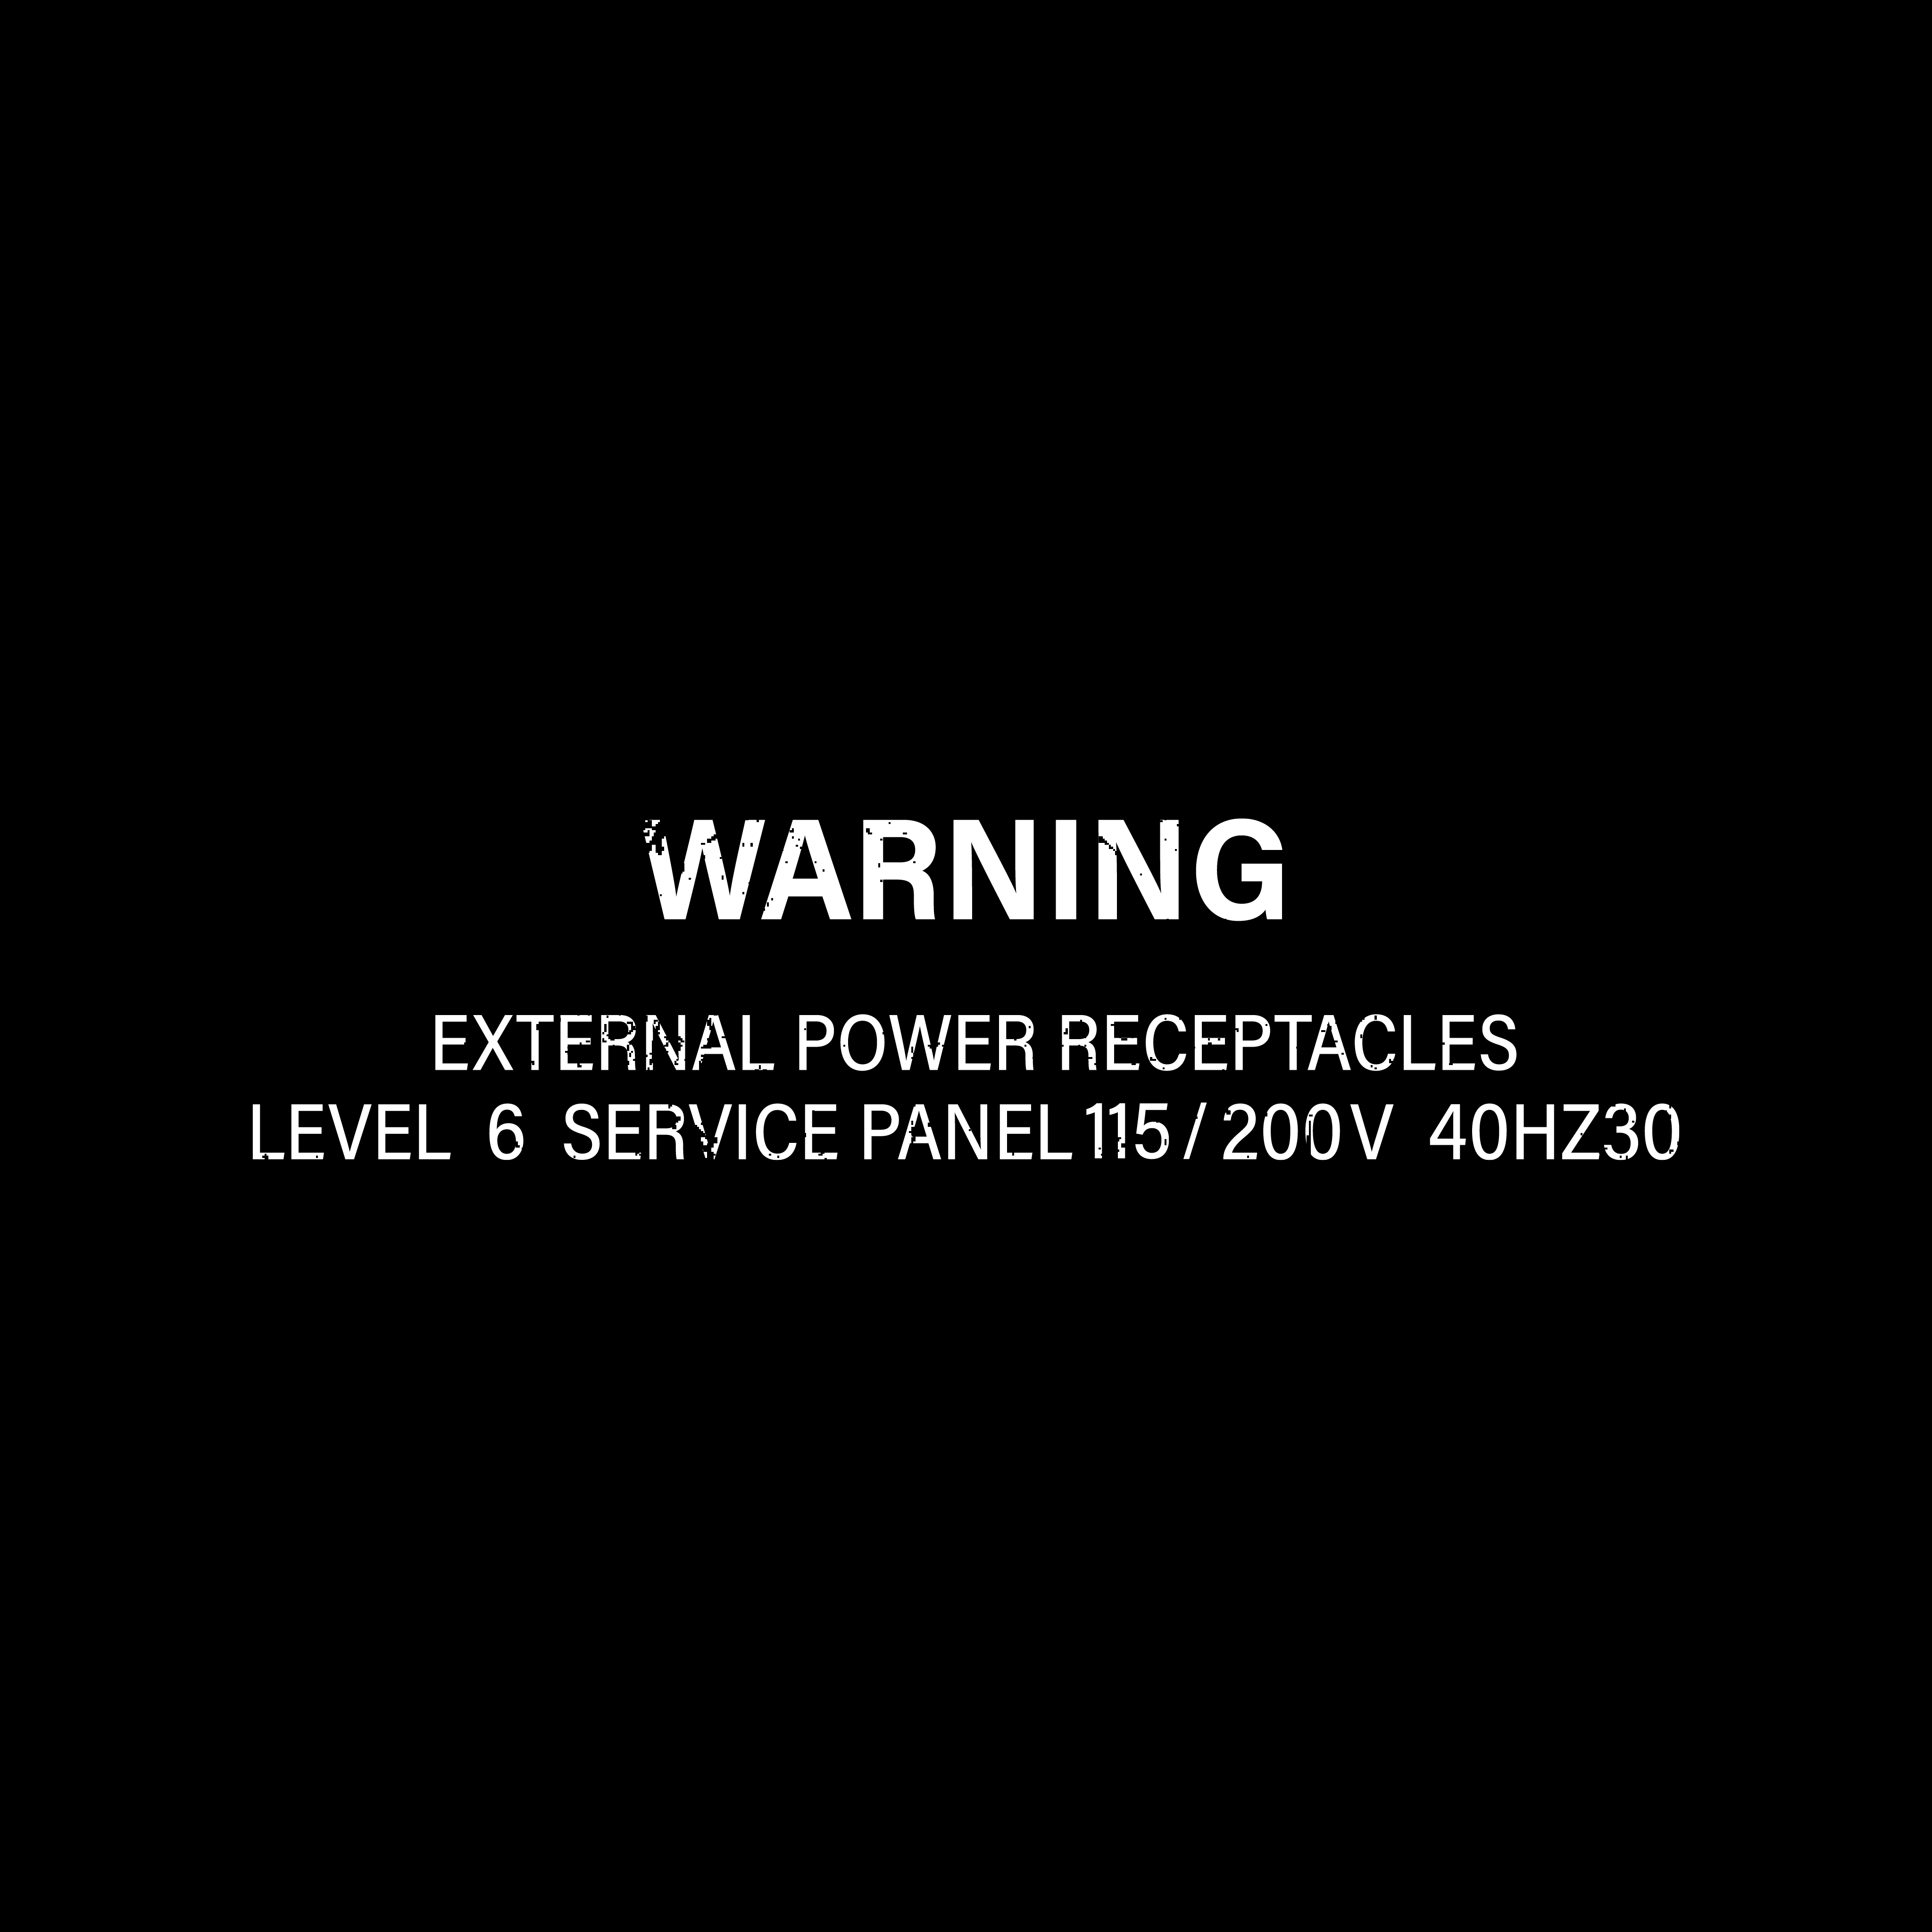 WARNING
EXTERNAL POWER RECEPTACLES
LEVEL 6 SERVICE PANEL 115/200V 40HZ30